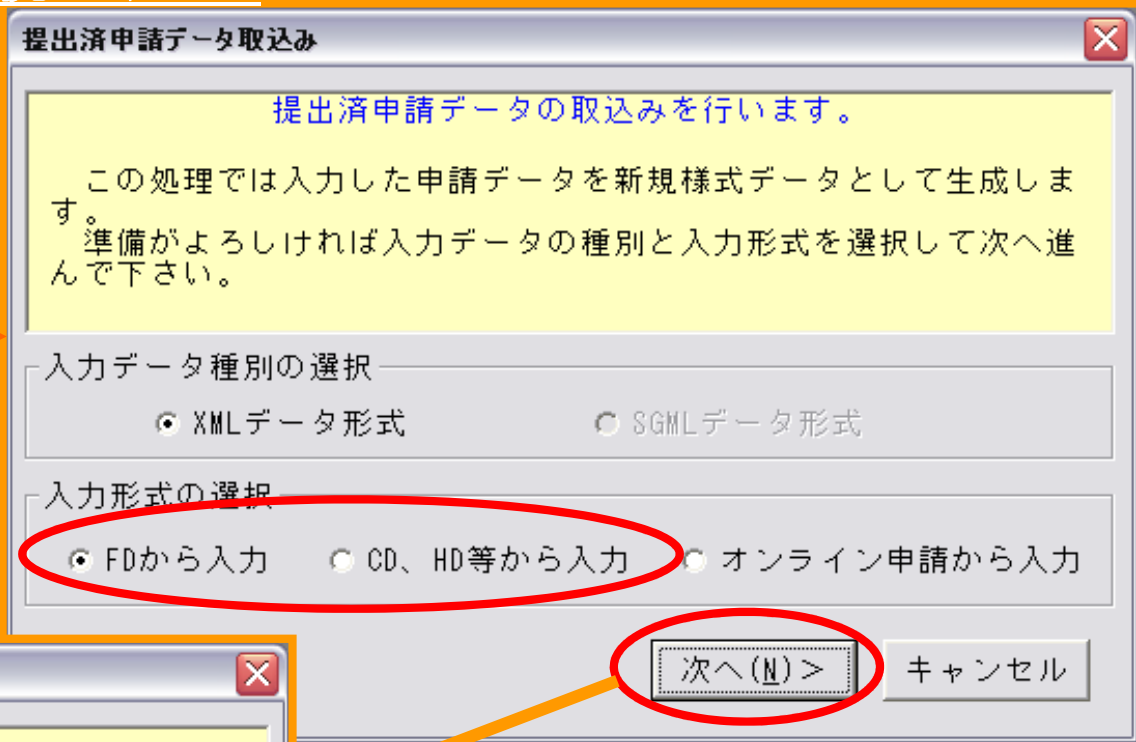 提出済申請データ取込み
提出済申請データの取込みを行います。
この処理では入力した申請データを新規様式データとして生成しま
す。
準備がよろしければ入力データの種別と入力形式を選択して次へ進
んで下さい。
入力データ種別の選択
XMLデータ形式 SGMLデータ形式
入力形式の選択
FDから入力 CD、HD等から入力 オンライン申請から入力
次へ(N)> キャンセル